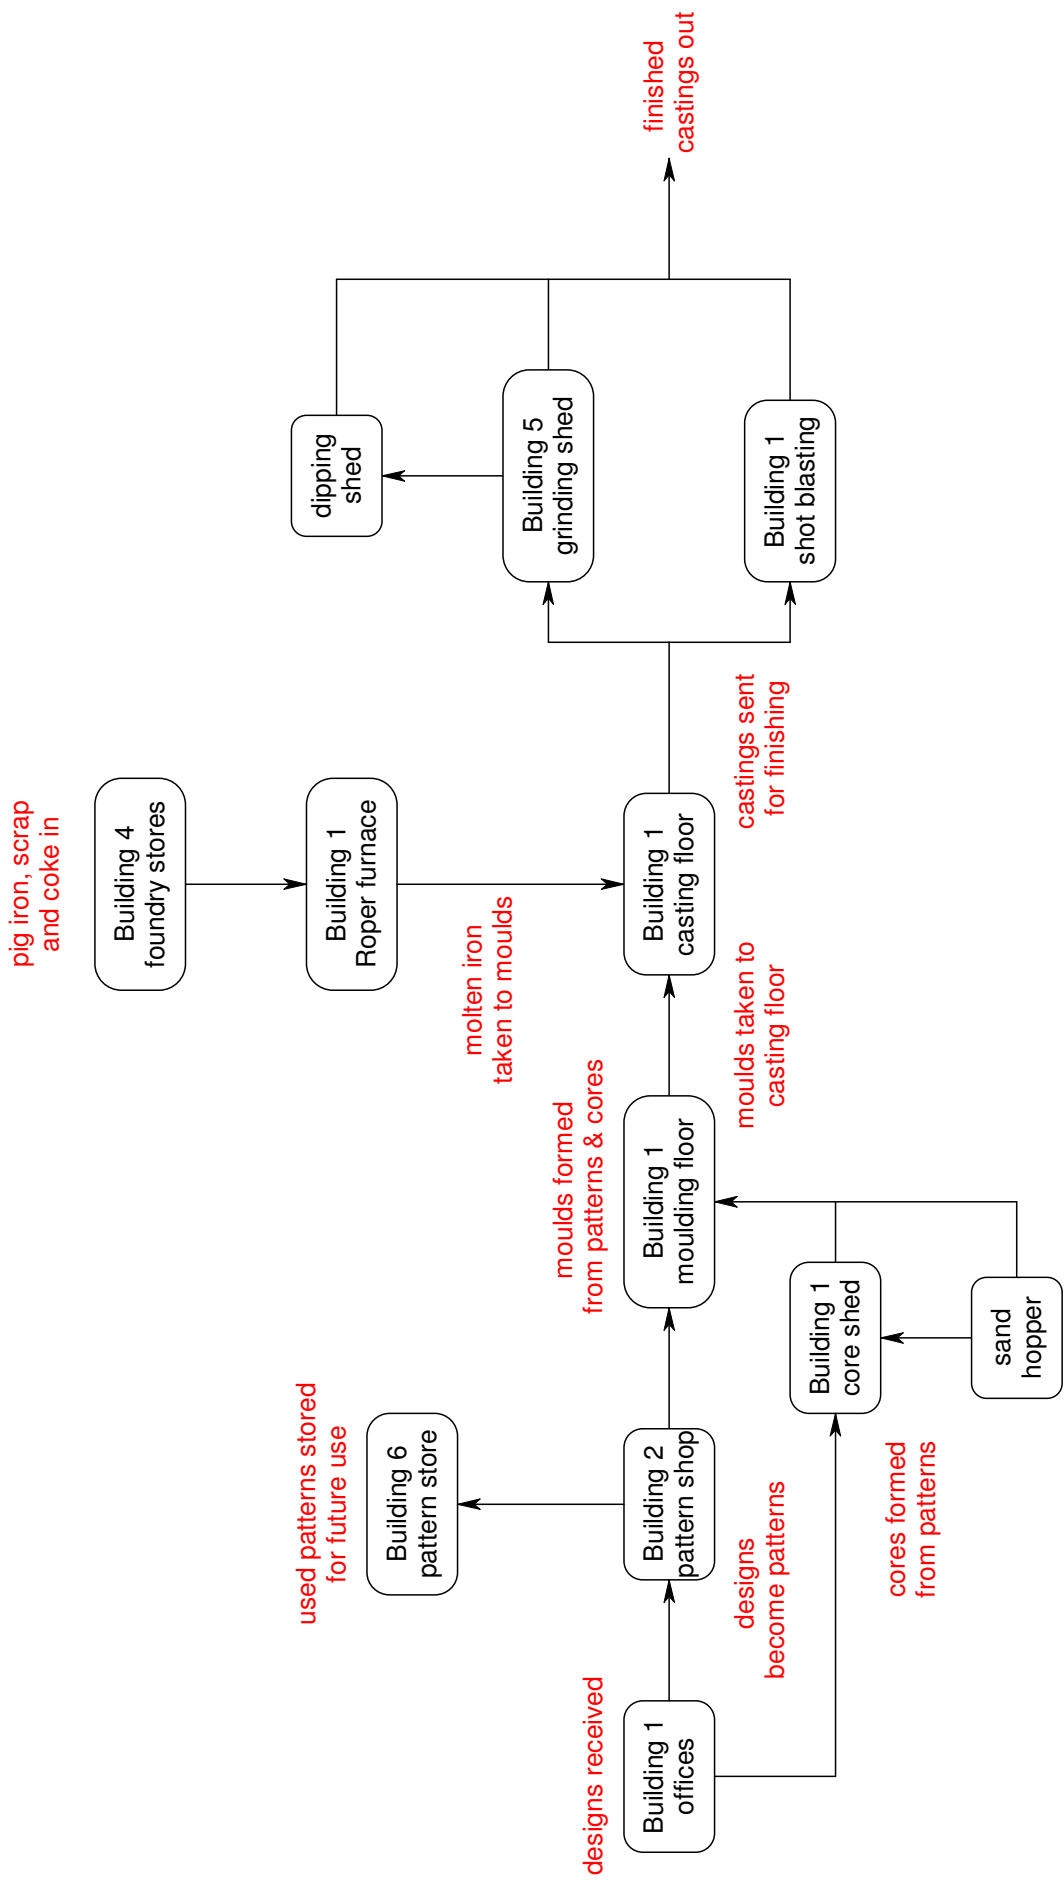 pig iron, scrap
and coke in
Building 4
foundry stores
Building 1
Roper furnace
molten iron
taken to moulds
used patterns stored
for future use
Building 6
pattern store
dipping
shed
finished
castings out
designs received
Building 1
offices
Building 2
pattern shop
designs
become patterns
moulds formed
from patterns & cores
Building 1
moulding floor
moulds taken to
casting floor
Building 1
casting floor
castings sent
for finishing
Building 5
grinding shed
Building 1
shot blasting
cores formed
from patterns
Building 1
core shed
sand
hopper